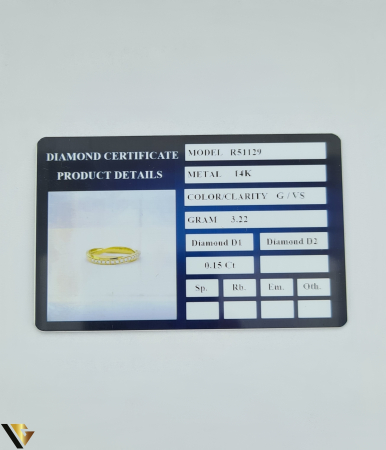 DIAMOND CERTIFICATE
PRODUCT DETAILS
MODEL R51129
METAL 14K
COLOR/CLARITY G / VS
GRAM 3.22
Diamond D1 Diamond D2
0.15 Ct
Sp. Rb. Em. Oth.